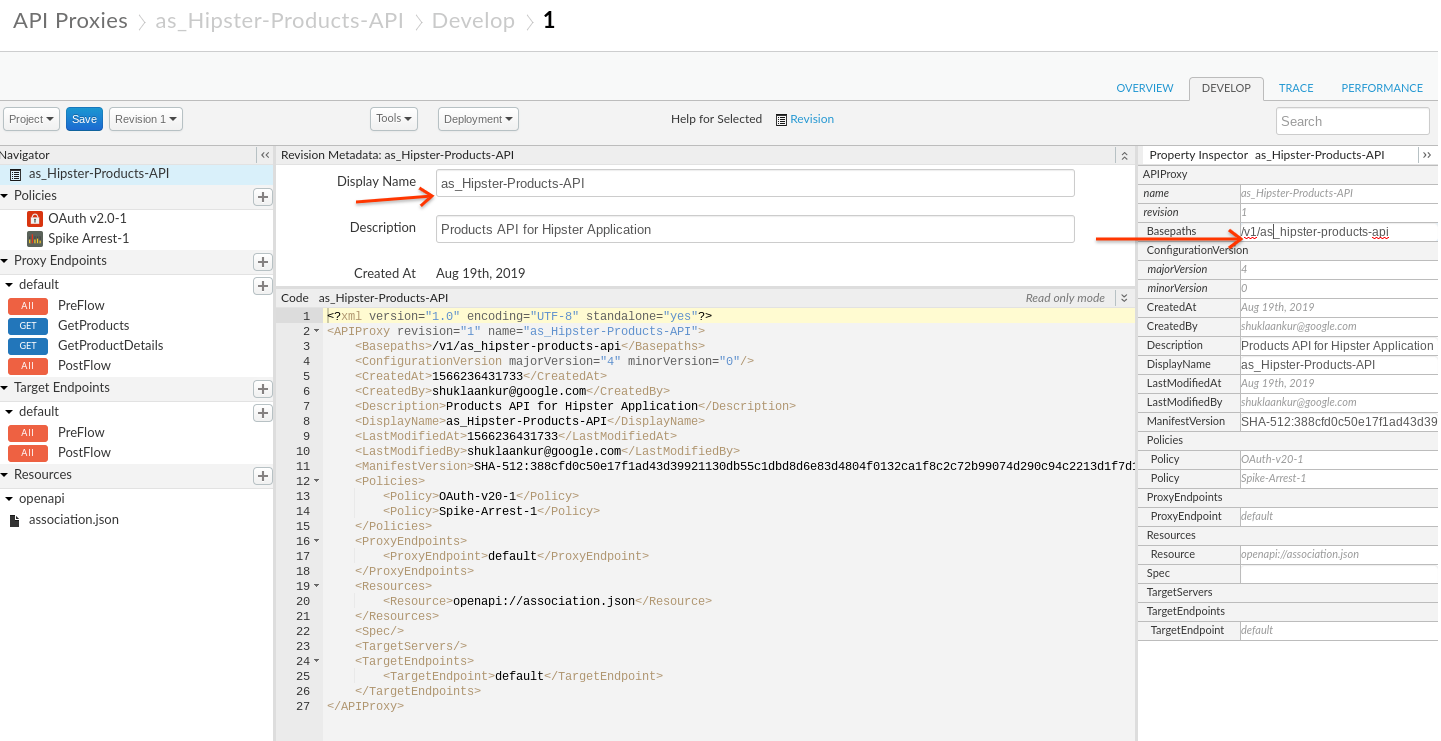 API Proxies > as_Hipster-Products-API > Develop > 1
OVERVIEW DEVELOP TRACE PERFORMANCE
Project Save Revision 1 Tools Deployment Help for Selected Revision Search
Navigator
as_Hipster-Products-API
Policies
OAuth v2.0-1
Spike Arrest-1
Proxy Endpoints
default
All PreFlow
GET GetProducts
GET GetProductDetails
All PostFlow
Target Endpoints
default
All PreFlow
All PostFlow
Resources
openapi
association.json
Revision Metadata: as_Hipster-Products-API
Display Name as_Hipster-Products-API
Description Products API for Hipster Application
Created At Aug 19th, 2019
Code as_Hipster-Products-API Read only mode
1 <?xml version="1.0" encoding="UTF-8" standalone="yes"?>
2 <APIProxy revision="1" name="as_Hipster-Products-API">
3 <Basepaths>/v1/as_hipster-products-api</Basepaths>
4 <ConfigurationVersion majorVersion="4" minorVersion="0"/>
5 <CreatedAt>1566236431733</CreatedAt>
6 <CreatedBy>shuklaankur@google.com</CreatedBy>
7 <Description>Products API for Hipster Application</Description>
8 <DisplayName>as_Hipster-Products-API</DisplayName>
9 <LastModifiedAt>1566236431733</LastModifiedAt>
10 <LastModifiedBy>shuklaankur@google.com</LastModifiedBy>
11 <ManifestVersion>SHA-512:388cfd0c50e17f1ad43d39921130db55c1dbd8d6e83d4804f0132ca1f8c2c72b99074d290c94c2213d1f7d1
12 <Policies>
13 <Policy>OAuth-v20-1</Policy>
14 <Policy>Spike-Arrest-1</Policy>
15 </Policies>
16 <ProxyEndpoints>
17 <ProxyEndpoint>default</ProxyEndpoint>
18 </ProxyEndpoints>
19 <Resources>
20 <Resource>openapi://association.json</Resource>
21 </Resources>
22 <Spec/>
23 <TargetServers/>
24 <TargetEndpoints>
25 <TargetEndpoint>default</TargetEndpoint>
26 </TargetEndpoints>
27 </APIProxy>
Property Inspector as_Hipster-Products-API
APIProxy
name as_Hipster-Products-API
revision 1
Basepaths /v1/as_hipster-products-api
ConfigurationVersion
majorVersion 4
minorVersion 0
CreatedAt Aug 19th, 2019
CreatedBy shuklaankur@google.com
Description Products API for Hipster Application
DisplayName as_Hipster-Products-API
LastModifiedAt Aug 19th, 2019
LastModifiedBy shuklaankur@google.com
ManifestVersion SHA-512:388cfd0c50e17f1ad43d39
Policies
Policy OAuth-v20-1
Policy Spike-Arrest-1
ProxyEndpoints
ProxyEndpoint default
Resources
Resource openapi://association.json
Spec
TargetServers
TargetEndpoints
TargetEndpoint default